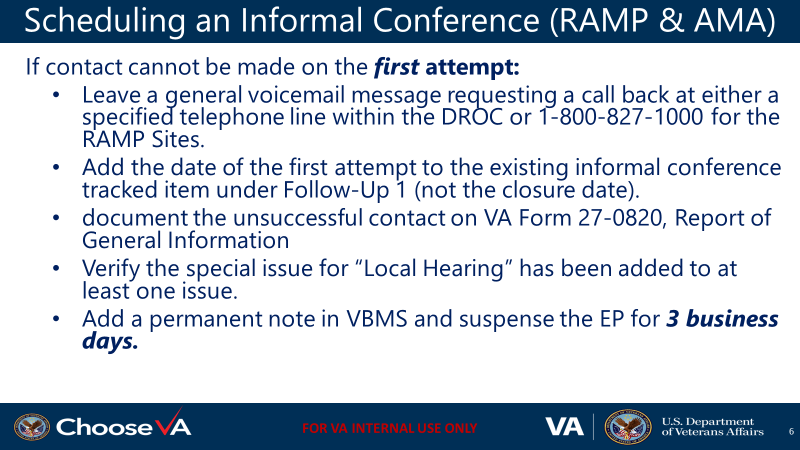 Scheduling an Informal Conference (RAMP & AMA)
If contact cannot be made on the first attempt:
• Leave a general voicemail message requesting a call back at either a
specified telephone line within the DROC or 1-800-827-1000 for the
RAMP Sites.
• Add the date of the first attempt to the existing informal conference
tracked item under Follow-Up 1 (not the closure date).
• document the unsuccessful contact on VA Form 27-0820, Report of
General Information
• Verify the special issue for “Local Hearing” has been added to at
least one issue.
• Add a permanent note in VBMS and suspense the EP for 3 business
days.
Choose VA
FOR VA INTERNAL USE ONLY
VA
U.S. Department
of Veterans Affairs
6